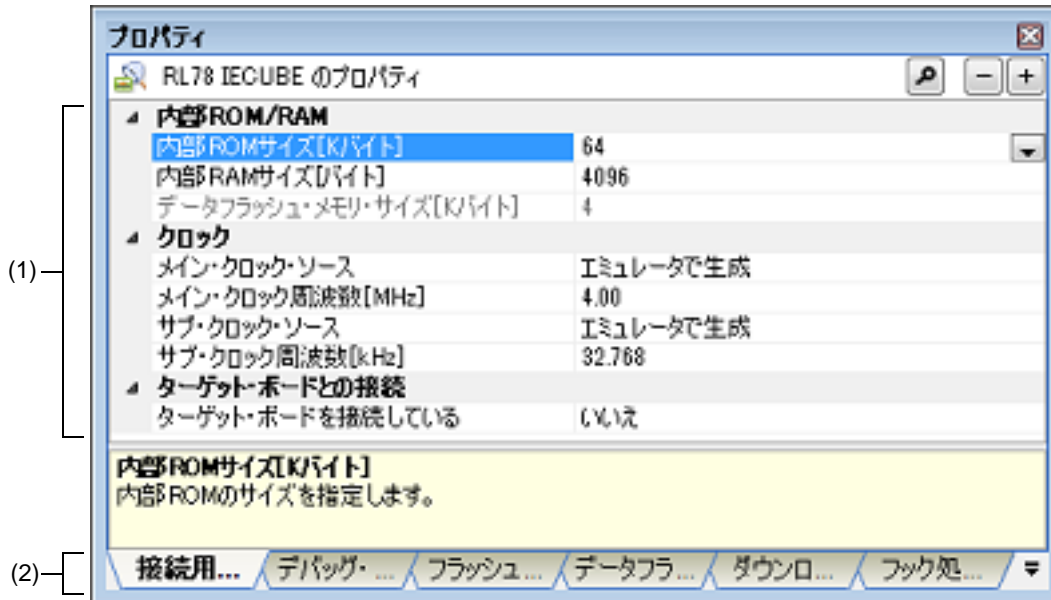 プロパティ
RL78 IECUBE のプロパティ
内部ROM/RAM
内部ROMサイズ[Kバイト] 64
内部RAMサイズ[バイト] 4096
データフラッシュ・メモリ・サイズ[Kバイト] 4
クロック
メイン・クロック・ソース エミュレータで生成
メイン・クロック周波数[MHz] 4.00
サブ・クロック・ソース エミュレータで生成
サブ・クロック周波数[kHz] 32.768
ターゲット・ボードとの接続
ターゲット・ボードを接続している いいえ
(1)
内部ROMサイズ[Kバイト]
内部ROMのサイズを指定します。
(2)
接続用... デバッグ・ ... フラッシュ... データフラ... ダウンロ... フック処...